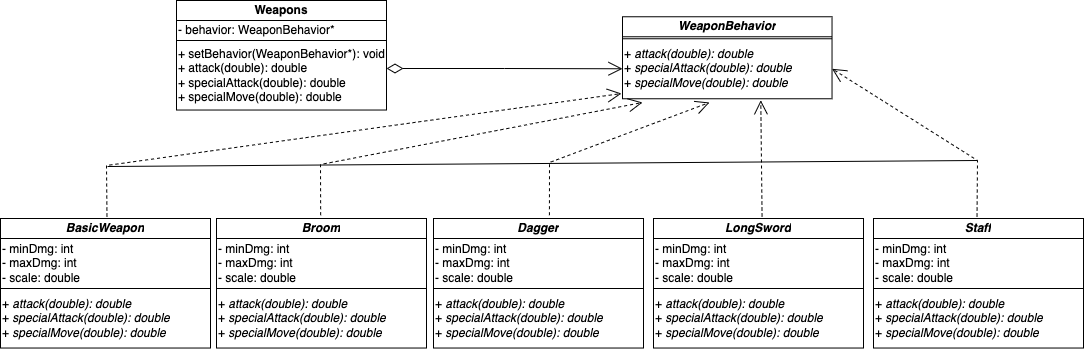 Weapons
- behavior: WeaponBehavior*
+ setBehavior(WeaponBehavior*): void
+ attack(double): double
+ specialAttack(double): double
+ specialMove(double): double
WeaponBehavior
+ attack(double): double
+ specialAttack(double): double
+ specialMove(double): double
BasicWeapon
- minDmg: int
- maxDmg: int
- scale: double
+ attack(double): double
+ specialAttack(double): double
+ specialMove(double): double
Broom
- minDmg: int
- maxDmg: int
- scale: double
+ attack(double): double
+ specialAttack(double): double
+ specialMove(double): double
Dagger
- minDmg: int
- maxDmg: int
- scale: double
+ attack(double): double
+ specialAttack(double): double
+ specialMove(double): double
LongSword
- minDmg: int
- maxDmg: int
- scale: double
+ attack(double): double
+ specialAttack(double): double
+ specialMove(double): double
Stafl
- minDmg: int
- maxDmg: int
- scale: double
+ attack(double): double
+ specialAttack(double): double
+ specialMove(double): double